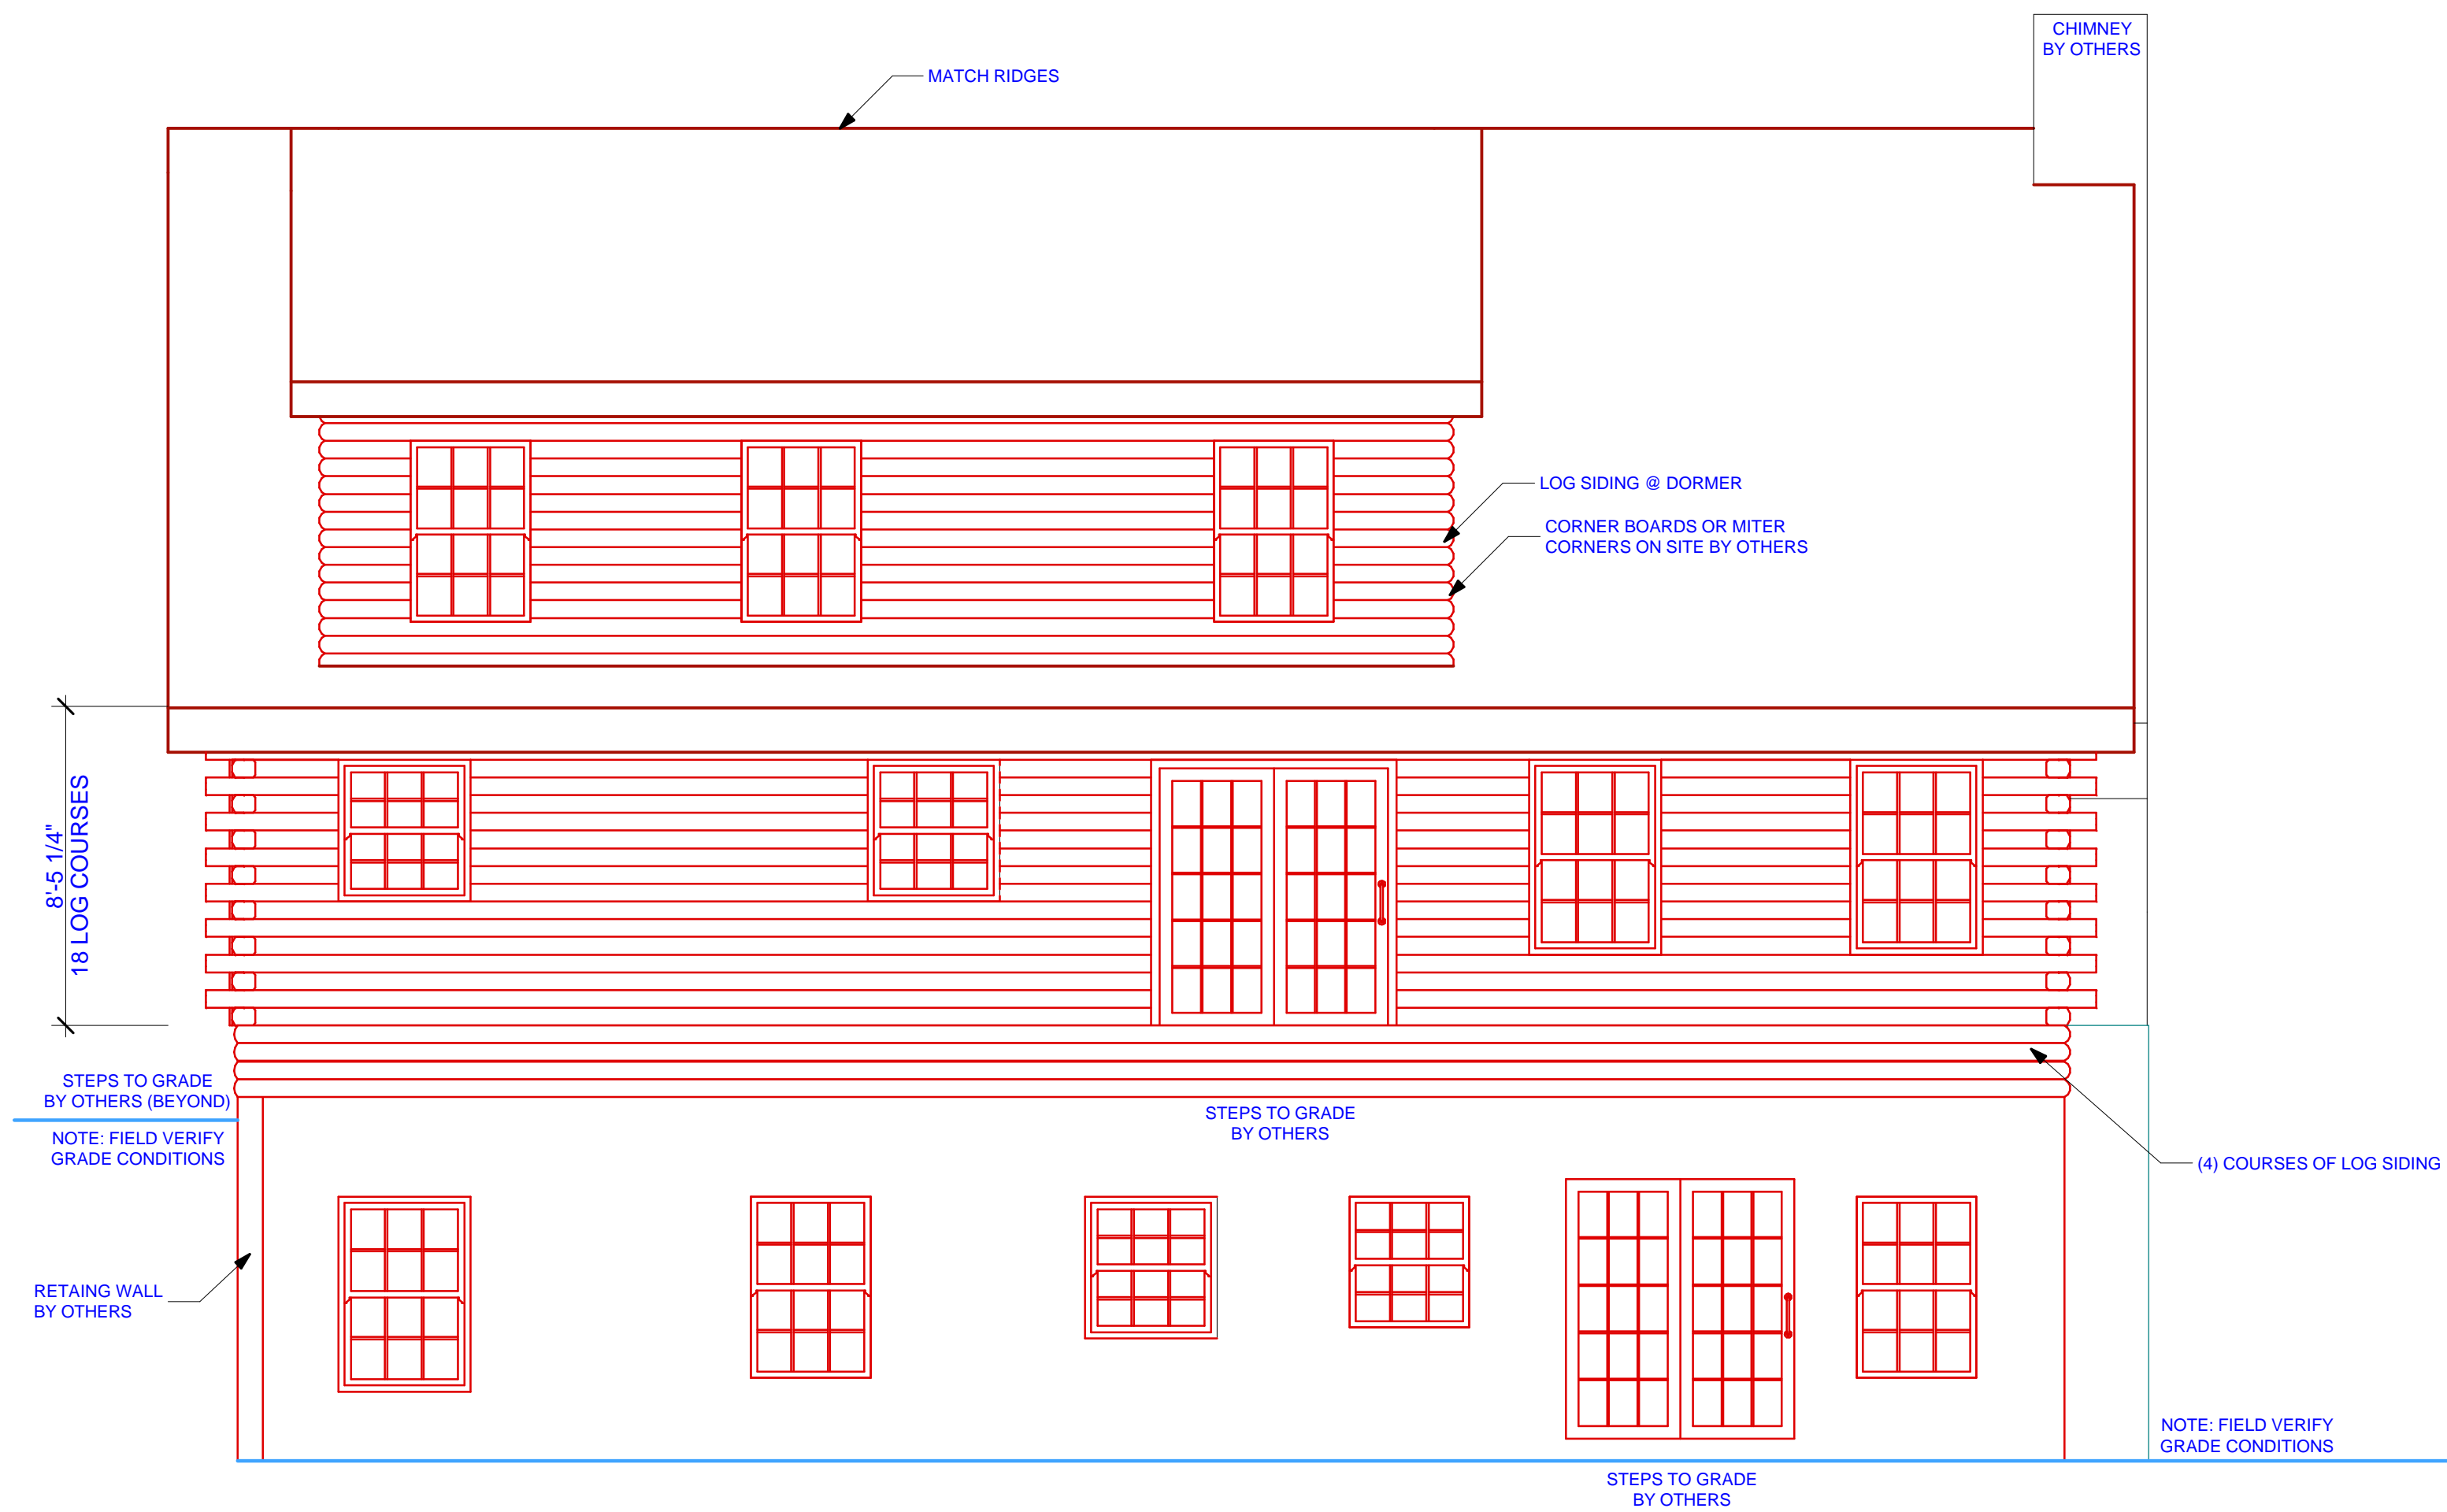 CHIMNEY
BY OTHERS
MATCH RIDGES
LOG SIDING @ DORMER
CORNER BOARDS OR MITER
CORNERS ON SITE BY OTHERS
8'-5 1/4"
18 LOG COURSES
STEPS TO GRADE
BY OTHERS (BEYOND)
NOTE: FIELD VERIFY
GRADE CONDITIONS
STEPS TO GRADE
BY OTHERS
(4) COURSES OF LOG SIDING
RETAING WALL
BY OTHERS
NOTE: FIELD VERIFY
GRADE CONDITIONS
STEPS TO GRADE
BY OTHERS